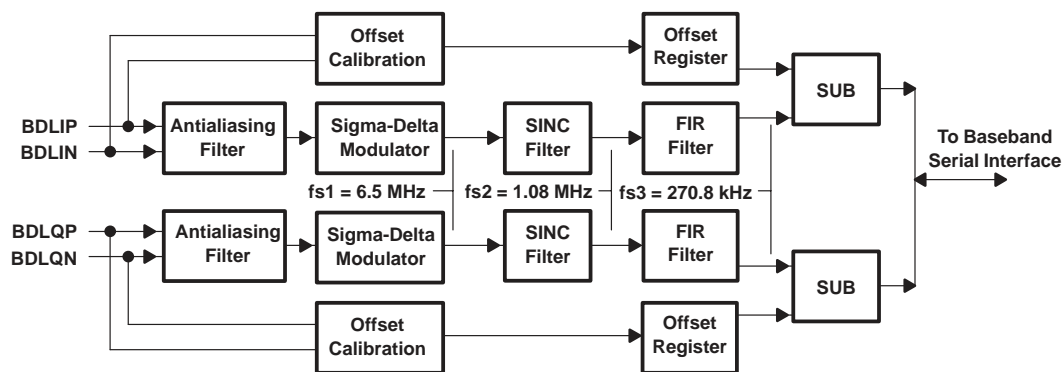 Offset
Calibration
Offset
Register
SUB
BDLIP
BDLIN
Antialiasing
Filter
Sigma-Delta
Modulator
SINC
Filter
FIR
Filter
To Baseband
Serial Interface
fs1 = 6.5 MHz
fs2 = 1.08 MHz
fs3 = 270.8 kHz
BDLQP
BDLQN
Antialiasing
Filter
Sigma-Delta
Modulator
SINC
Filter
FIR
Filter
SUB
Offset
Calibration
Offset
Register